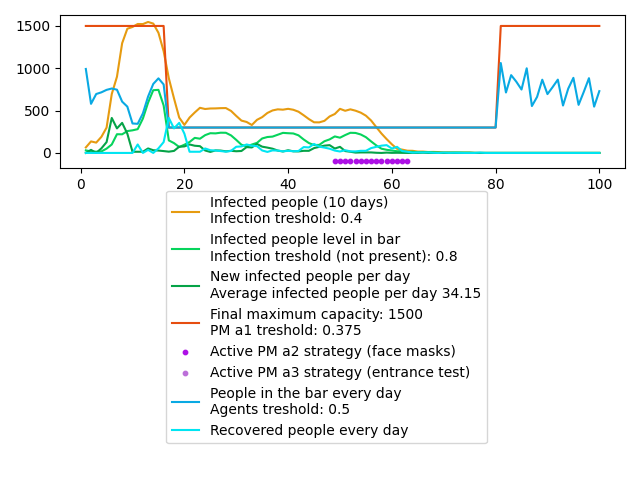 1500
1000
500
0
0 20 40 60 80 100
Infected people (10 days)
Infection treshold: 0.4
Infected people level in bar
Infection treshold (not present): 0.8
New infected people per day
Average infected people per day 34.15
Final maximum capacity: 1500
PM a1 treshold: 0.375
Active PM a2 strategy (face masks)
Active PM a3 strategy (entrance test)
People in the bar every day
Agents treshold: 0.5
Recovered people every day